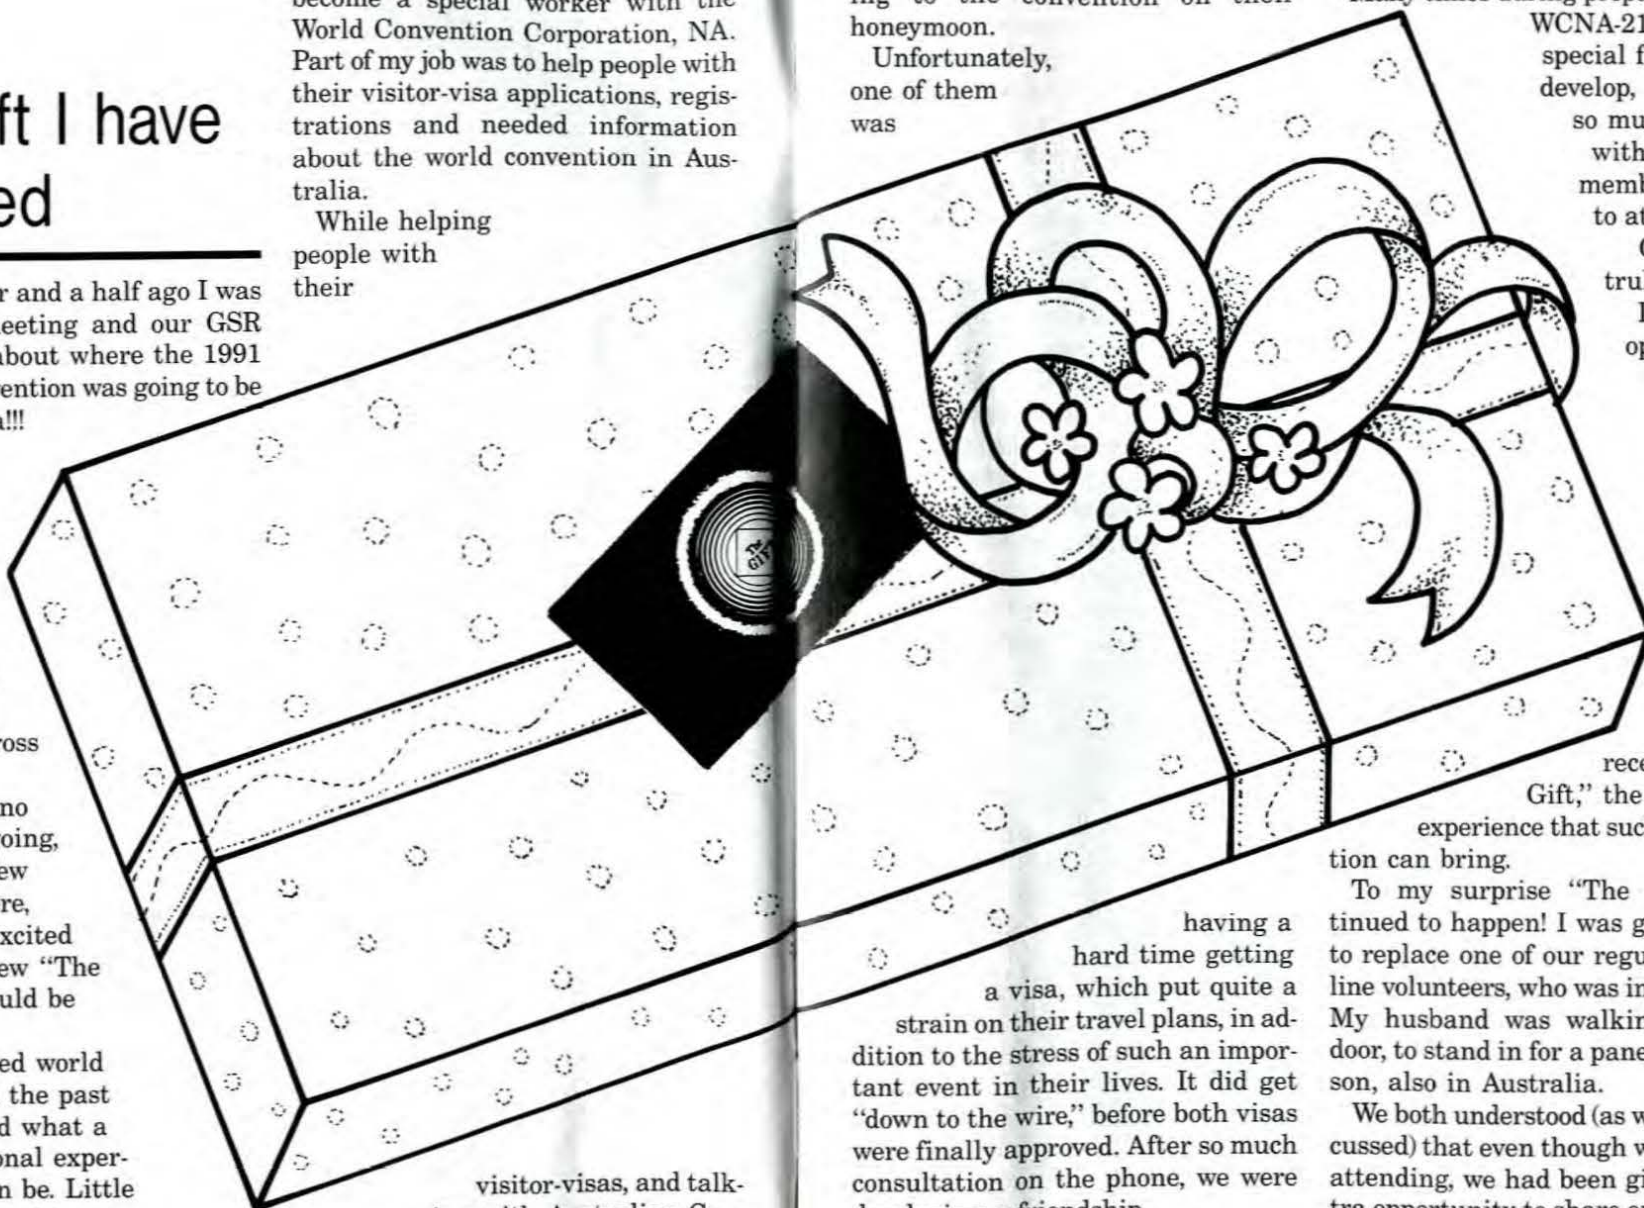 ft I have
ed
r and a half ago I was
eeting and our GSR
about where the 1991
ention was going to be
a!!!
ross
no
oing,
ew
re,
xcited
ew “The
uld be
ed world
the past
d what a
onal exper-
n be. Little
become a special worker with the
World Convention Corporation, NA.
Part of my job was to help people with
their visitor-visa applications, regis-
trations and needed information
about the world convention in Aus-
tralia.
While helping
people with
their
The
GIF
visitor-visas, and talk-
ing to the convention on their
honeymoon.
Unfortunately,
one of them
was
having a
hard time getting
a visa, which put quite a
strain on their travel plans, in ad-
dition to the stress of such an impor-
tant event in their lives. It did get
“down to the wire,” before both visas
were finally approved. After so much
consultation on the phone, we were
WCNA-21
special f
develop,
so mu
with
memb
to at
tru
op
rece
Gift,” the
experience that suc
tion can bring.
To my surprise “The
tinued to happen! I was g
to replace one of our regu
line volunteers, who was in
My husband was walkin
door, to stand in for a pane
son, also in Australia.
We both understood (as w
cussed) that even though w
attending, we had been gi